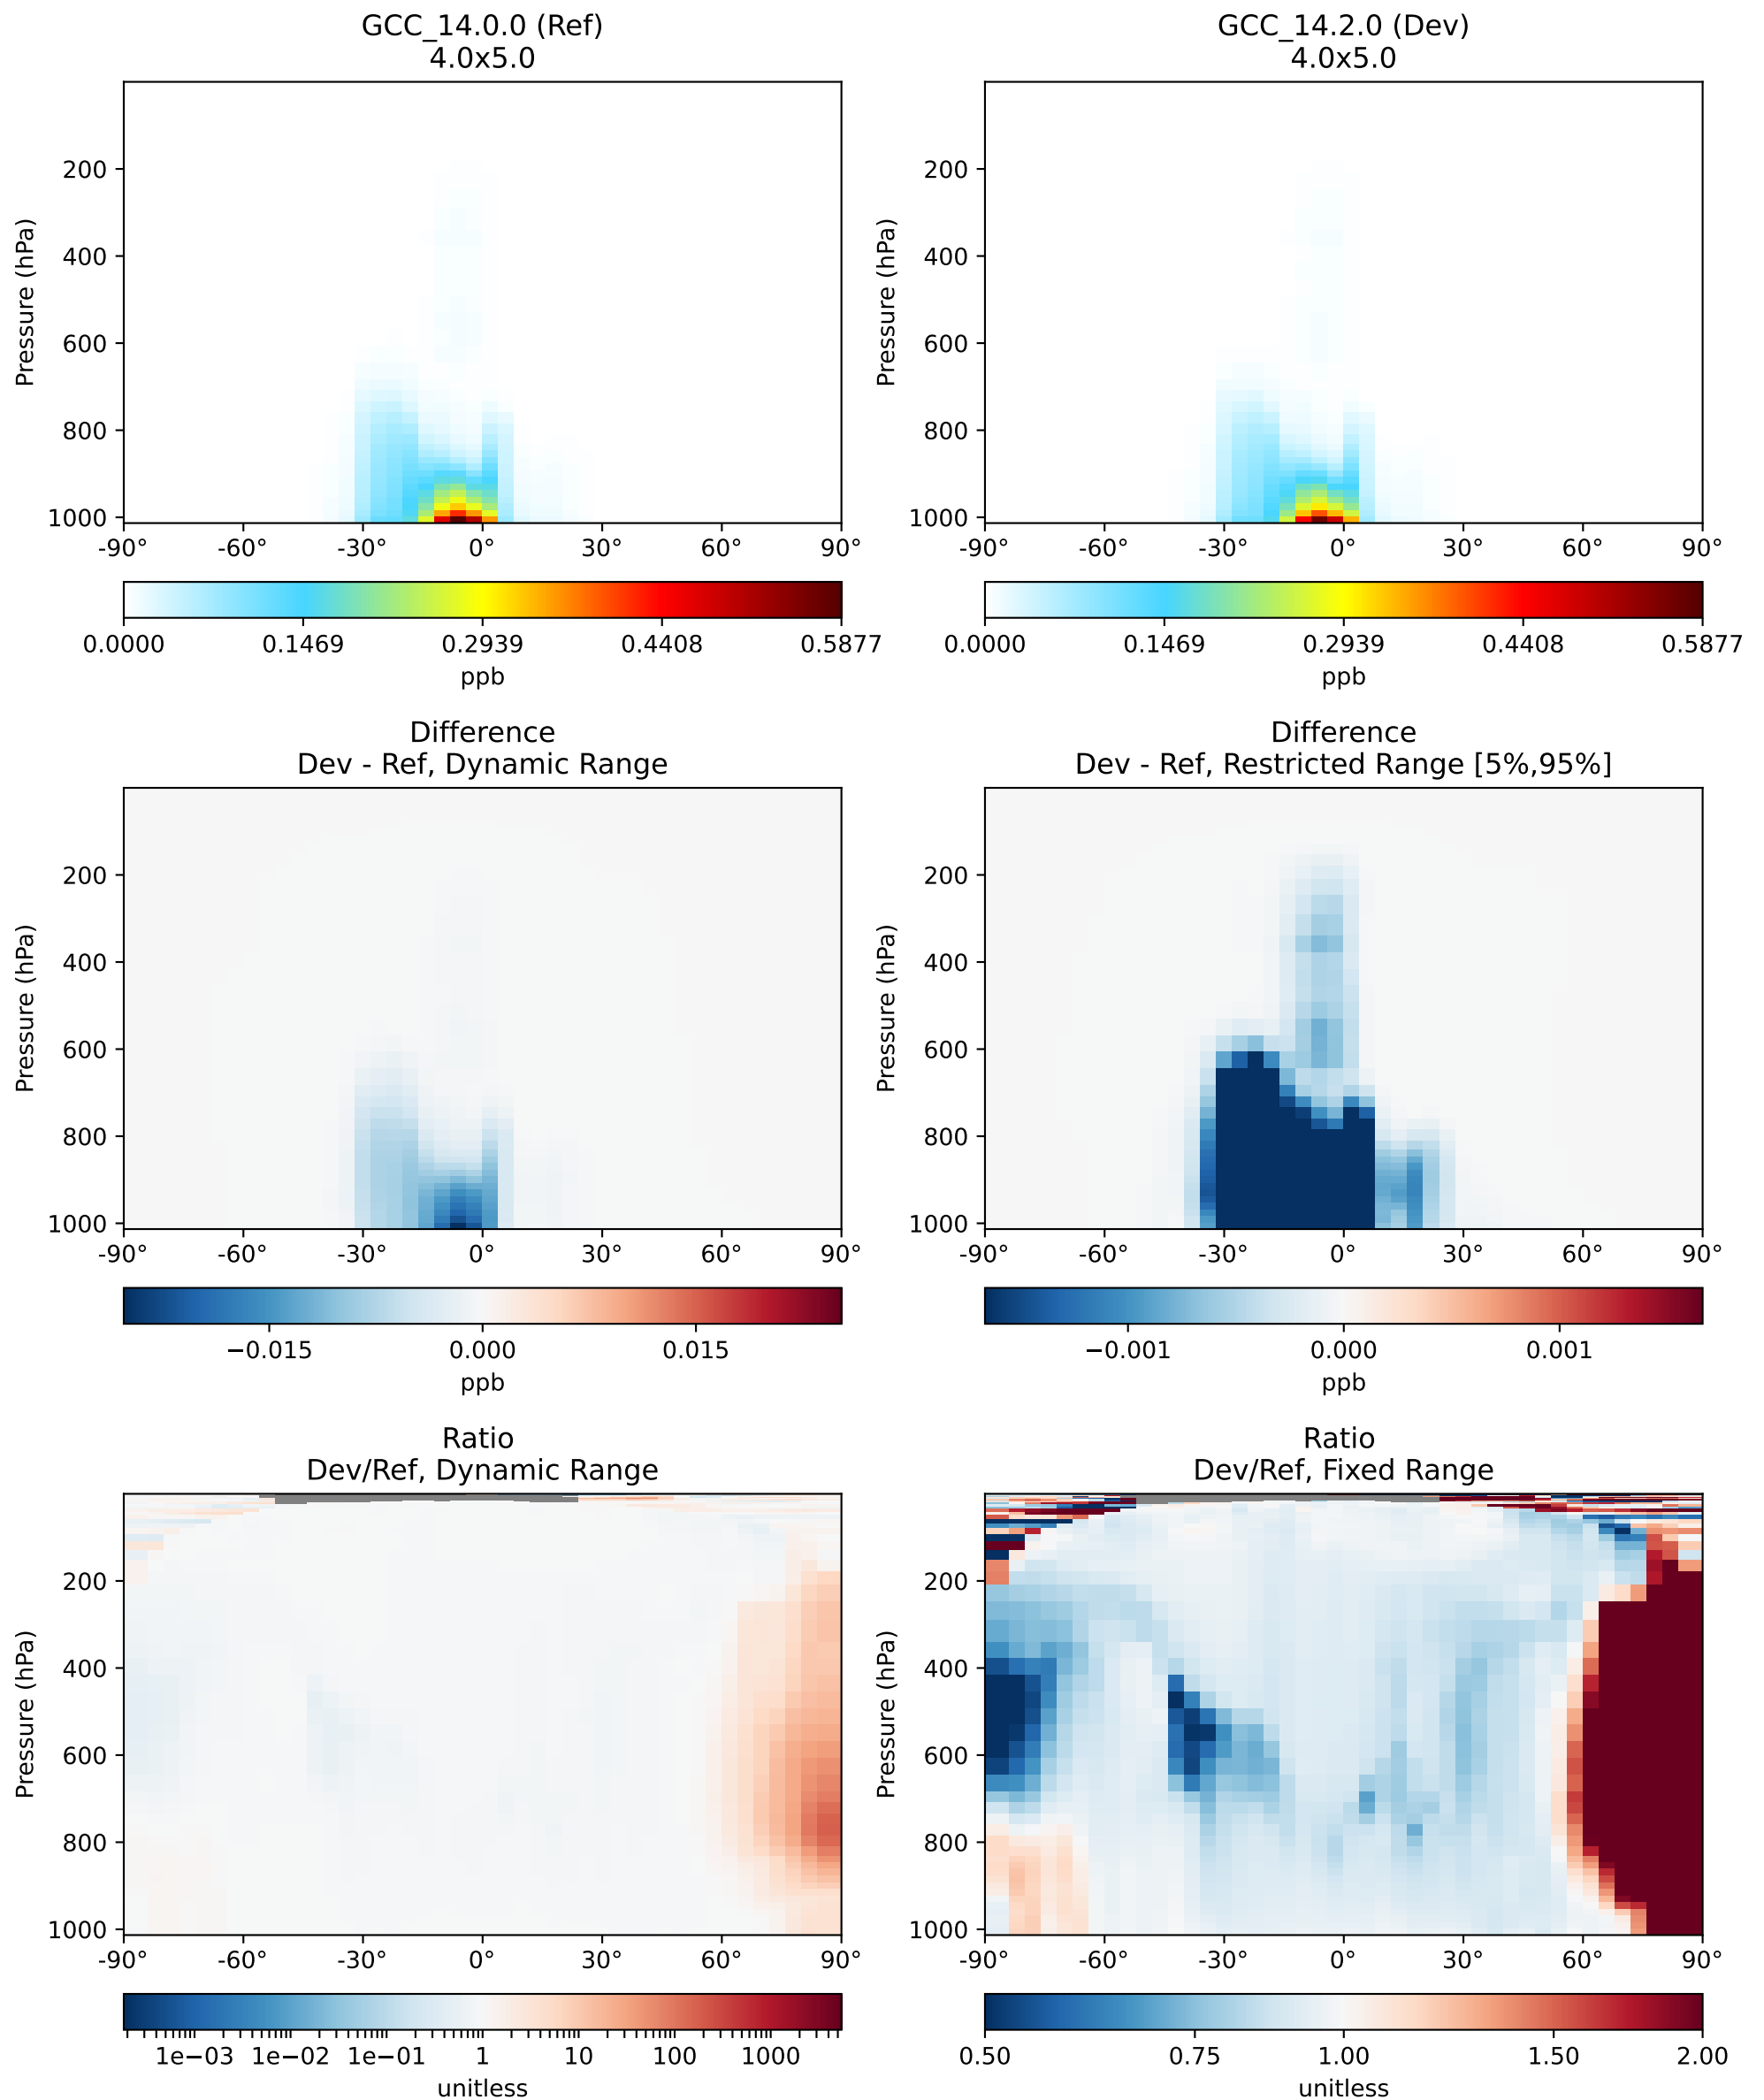 GCC_14.0.0 (Ref)
4.0x5.0
Pressure (hPa)
200
400
600
800
1000
-90° -60° -30° 0° 30° 60° 90°
0.0000 0.1469 0.2939 0.4408 0.5877
ppb
GCC_14.2.0 (Dev)
4.0x5.0
Pressure (hPa)
200
400
600
800
1000
-90° -60° -30° 0° 30° 60° 90°
0.0000 0.1469 0.2939 0.4408 0.5877
ppb
Difference
Dev - Ref, Dynamic Range
Pressure (hPa)
200
400
600
800
1000
-90° -60° -30° 0° 30° 60° 90°
−0.015 0.000 0.015
ppb
Difference
Dev - Ref, Restricted Range [5%,95%]
Pressure (hPa)
200
400
600
800
1000
-90° -60° -30° 0° 30° 60° 90°
−0.001 0.000 0.001
ppb
Ratio
Dev/Ref, Dynamic Range
Pressure (hPa)
200
400
600
800
1000
-90° -60° -30° 0° 30° 60° 90°
1e−03 1e−02 1e−01 1 10 100 1000
unitless
Ratio
Dev/Ref, Fixed Range
Pressure (hPa)
200
400
600
800
1000
-90° -60° -30° 0° 30° 60° 90°
0.50 0.75 1.00 1.50 2.00
unitless